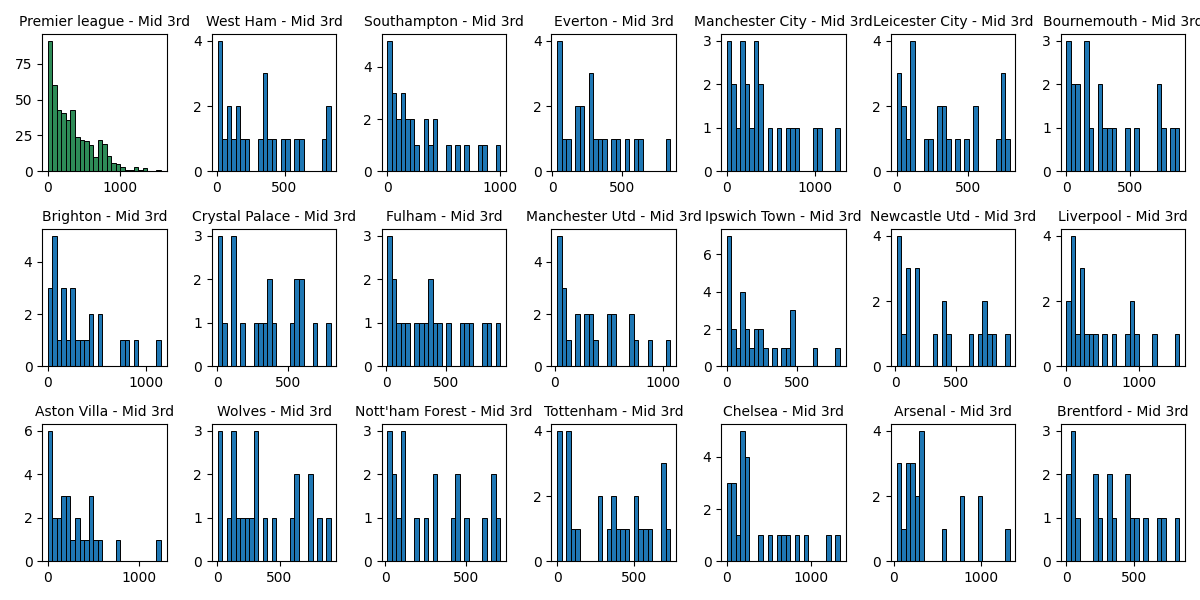 Premier league - Mid 3rd West Ham - Mid 3rd Southampton - Mid 3rd Everton - Mid 3rd Manchester City - Mid 3rd Leicester City - Mid 3rd Bournemouth - Mid 3rd
75 50 25 0
0 1000
4 2 0
0 500
4 2 0
0 1000
4 2 0
0 500
3 2 1 0
0 1000
4 2 0
0 500
3 2 1 0
0 500
Brighton - Mid 3rd Crystal Palace - Mid 3rd Fulham - Mid 3rd Manchester Utd - Mid 3rd Ipswich Town - Mid 3rd Newcastle Utd - Mid 3rd Liverpool - Mid 3rd
4 2 0
0 1000
3 2 1 0
0 500
3 2 1 0
0 500
4 2 0
0 1000
6 4 2 0
0 500
4 2 0
0 500
4 2 0
0 1000
Aston Villa - Mid 3rd Wolves - Mid 3rd Nott'ham Forest - Mid 3rd Tottenham - Mid 3rd Chelsea - Mid 3rd Arsenal - Mid 3rd Brentford - Mid 3rd
6 4 2 0
0 1000
3 2 1 0
0 500
3 2 1 0
0 500
4 2 0
0 500
4 2 0
0 1000
4 2 0
0 1000
3 2 1 0
0 500